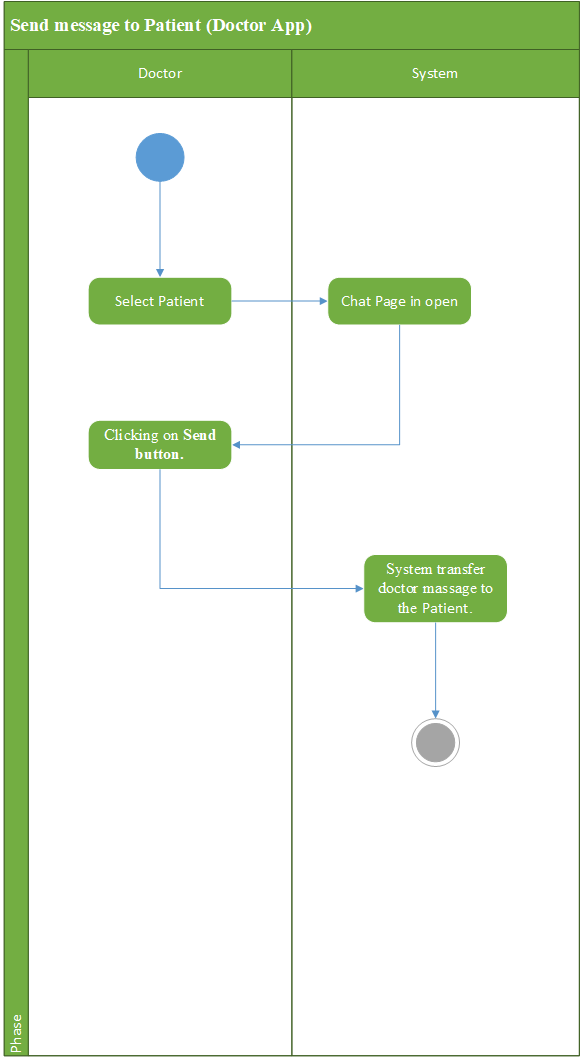 Send message to Patient (Doctor App)
Doctor
System
Select Patient
Chat Page in open
Clicking on Send
button.
System transfer
doctor massage to
the Patient.
Phase